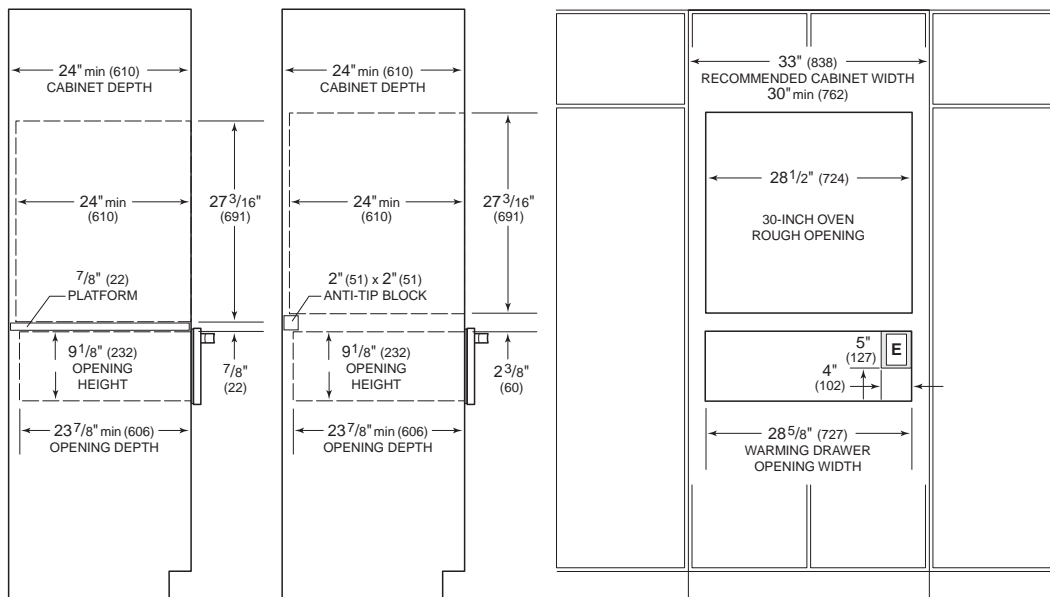 24" min (610)
CABINET DEPTH
24" min
(610)
27 3/16"
(691)
7/8" (22)
PLATFORM
9 1/8" (232)
OPENING
HEIGHT
7/8"
(22)
23 7/8" min (606)
OPENING DEPTH
24" min (610)
CABINET DEPTH
24" min
(610)
27 3/16"
(691)
2" (51) x 2" (51)
ANTI-TIP BLOCK
9 1/8" (232)
OPENING
HEIGHT
2 3/8"
(60)
23 7/8" min (606)
OPENING DEPTH
33" (838)
RECOMMENDED CABINET WIDTH
30" min (762)
28 1/2" (724)
30-INCH OVEN
ROUGH OPENING
5"
(127)
E
4"
(102)
28 5/8" (727)
WARMING DRAWER
OPENING WIDTH